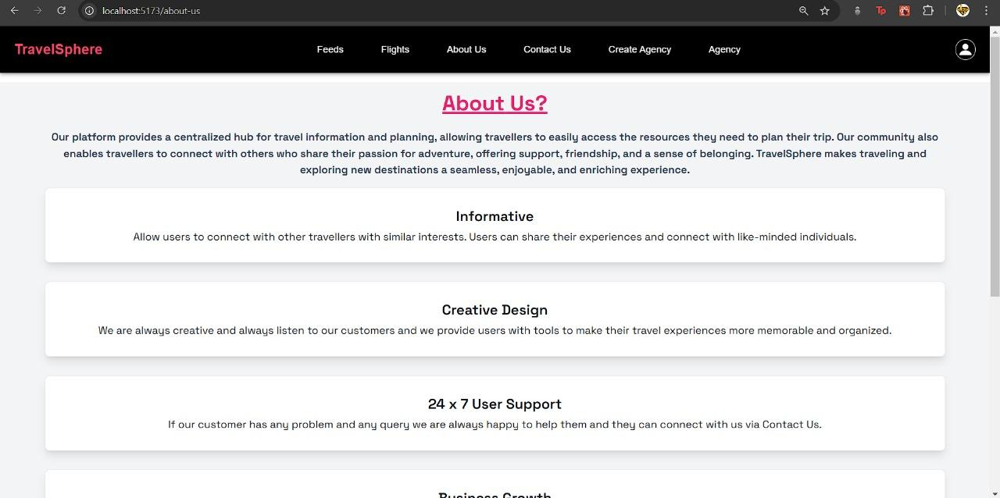 localhost:5173/about-us
Tp
TravelSphere
Feeds
Flights
About Us
Contact Us
Create Agency
Agency
About Us?
Our platform provides a centralized hub for travel information and planning, allowing travellers to easily access the resources they need to plan their trip. Our community also
enables travellers to connect with others who share their passion for adventure, offering support, friendship, and a sense of belonging. TravelSphere makes traveling and
exploring new destinations a seamless, enjoyable, and enriching experience.
Informative
Allow users to connect with other travellers with similar interests. Users can share their experiences and connect with like-minded individuals.
Creative Design
We are always creative and always listen to our customers and we provide users with tools to make their travel experiences more memorable and organized.
24 x 7 User Support
If our customer has any problem and any query we are always happy to help them and they can connect with us via Contact Us.
Business Growth